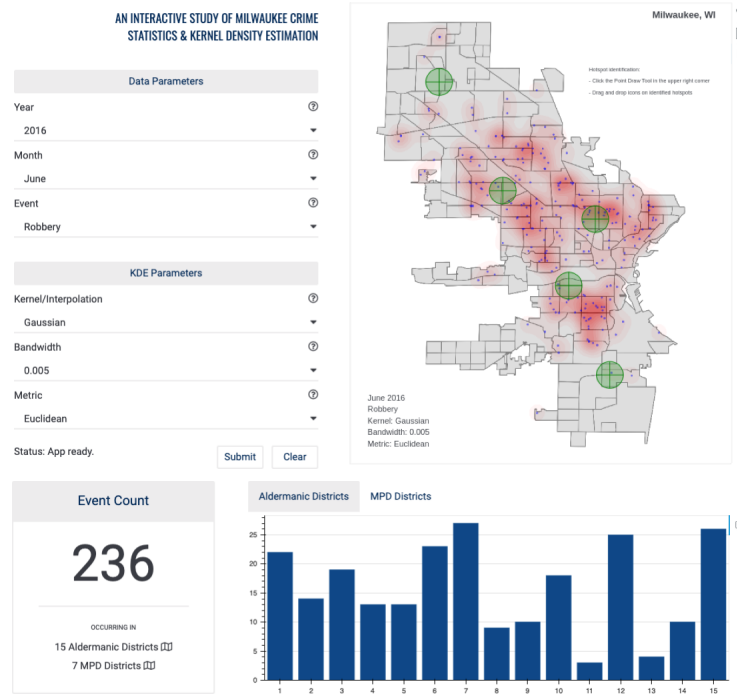 AN INTERACTIVE STUDY OF MILWAUKEE CRIME
STATISTICS & KERNEL DENSITY ESTIMATION
Data Parameters
Year
2016
Month
June
Event
Robbery
KDE Parameters
Kernel/Interpolation
Gaussian
Bandwidth
0.005
Metric
Euclidean
Status: App ready.
Submit
Clear
Milwaukee, WI
Hotspot identification:
- Click the Point Draw Tool in the upper right corner
- Drag and drop icons on identified hotspots
June 2016
Robbery
Kernel: Gaussian
Bandwidth: 0.005
Metric: Euclidean
Event Count
236
OCCURRING IN
15 Aldermanic Districts
7 MPD Districts
Aldermanic Districts
MPD Districts
25
20
15
10
5
0
1 2 3 4 5 6 7 8 9 10 11 12 13 14 15